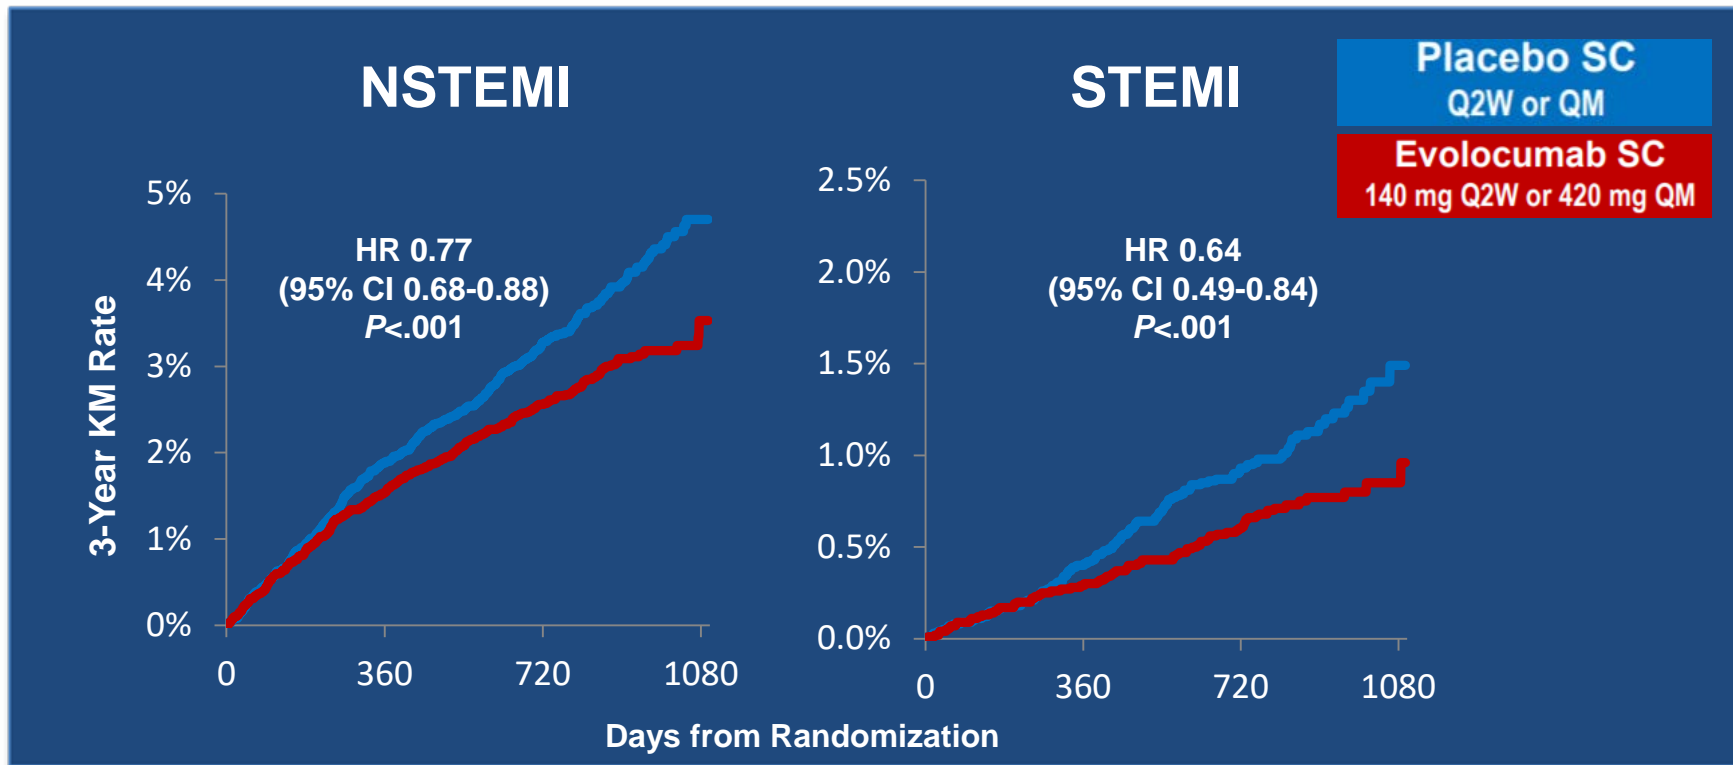 NSTEMI
STEMI
Placebo SC
Q2W or QM
Evolocumab SC
140 mg Q2W or 420 mg QM
3-Year KM Rate
5%
4%
3%
2%
1%
0%
HR 0.77
(95% CI 0.68-0.88)
P<.001
0 360 720 1080
2.5%
2.0%
1.5%
1.0%
0.5%
0.0%
HR 0.64
(95% CI 0.49-0.84)
P<.001
0 360 720 1080
Days from Randomization